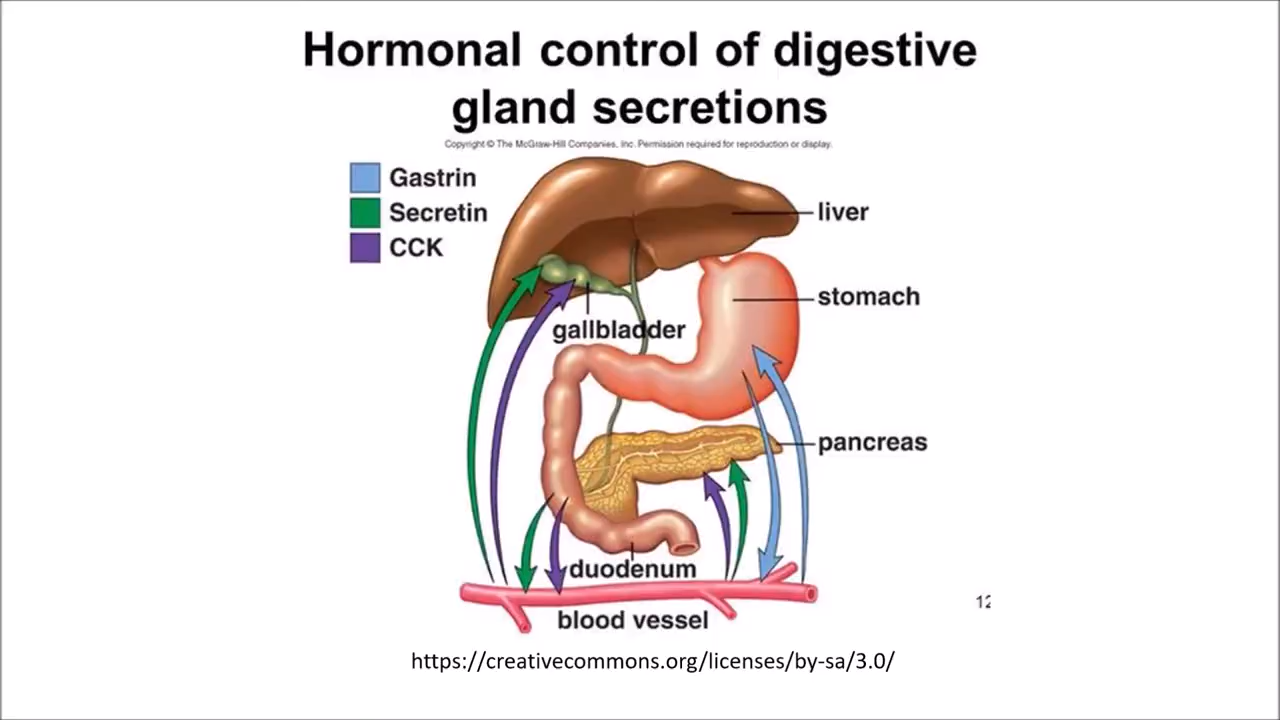 Hormonal control of digestive
gland secretions
Copyright © The McGraw-Hill Companies, Inc. Permission required for reproduction or display.
Gastrin
Secretin
CCK
liver
stomach
gallbladder
pancreas
duodenum
blood vessel
12
https://creativecommons.org/licenses/by-sa/3.0/